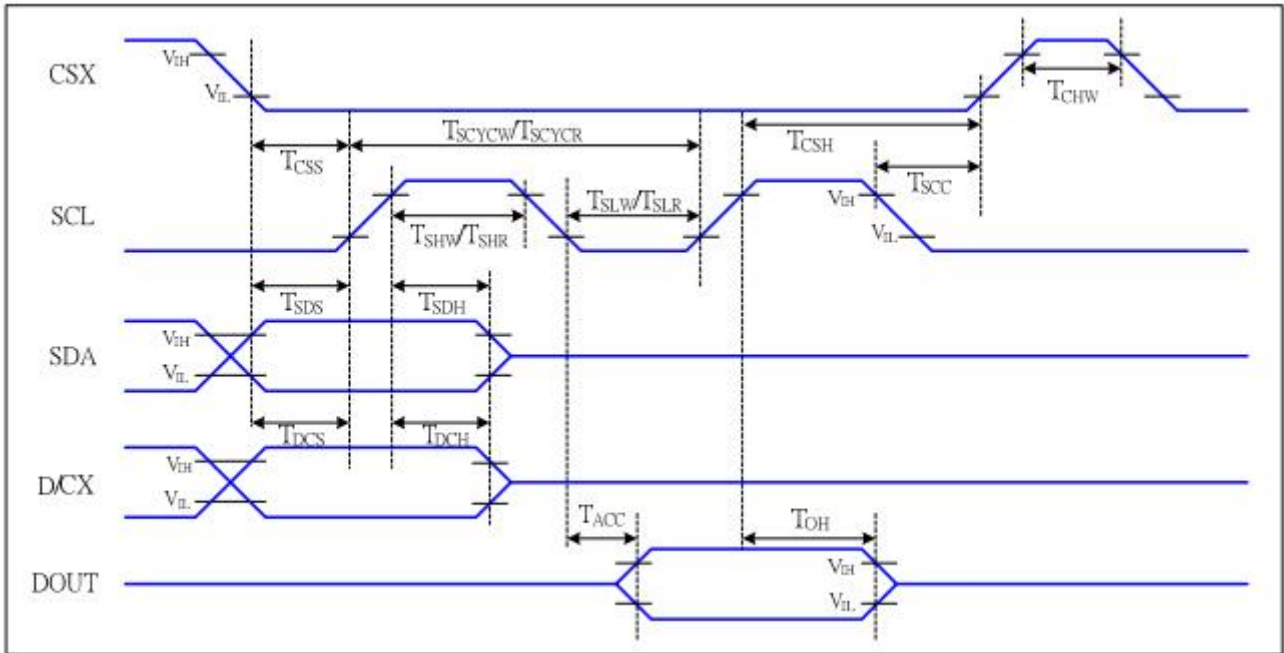 CSX
VIH
VIL
TCHW
TSCYCW/TSCYCR
TCSS
TCSH
TSCC
SCL
TSLW/TSLR
VIH
TSHW/TSHR
VIL
TSDS
TSDH
SDA
VIH
VIL
TDCS
TDCH
D/CX
VIH
VIL
TACC
TOH
DOUT
VIH
VIL